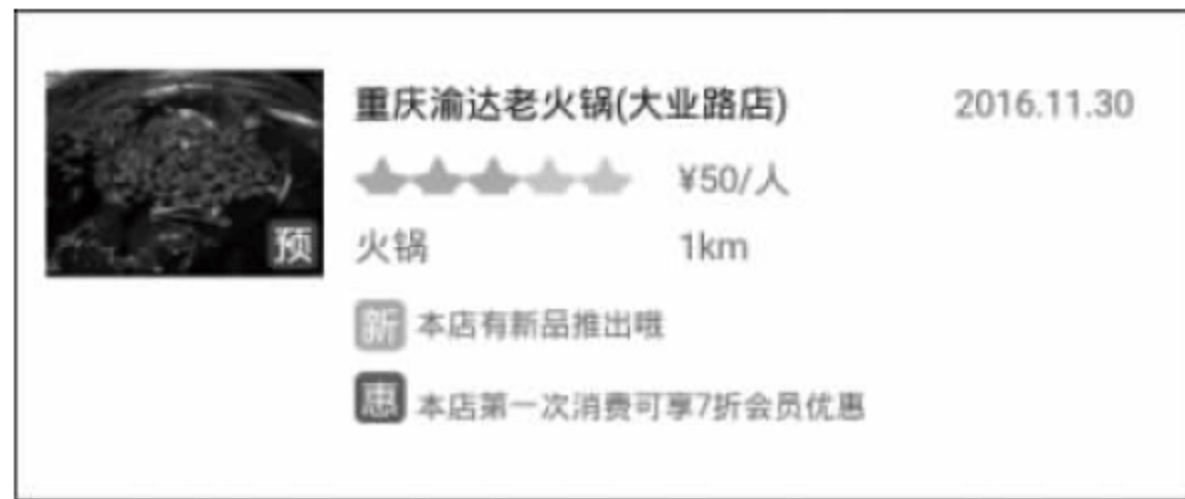 重庆渝达老火锅(大业路店) 2016.11.30
¥50/人
预
火锅 1km
新 本店有新品推出哦
惠 本店第一次消费可享7折会员优惠